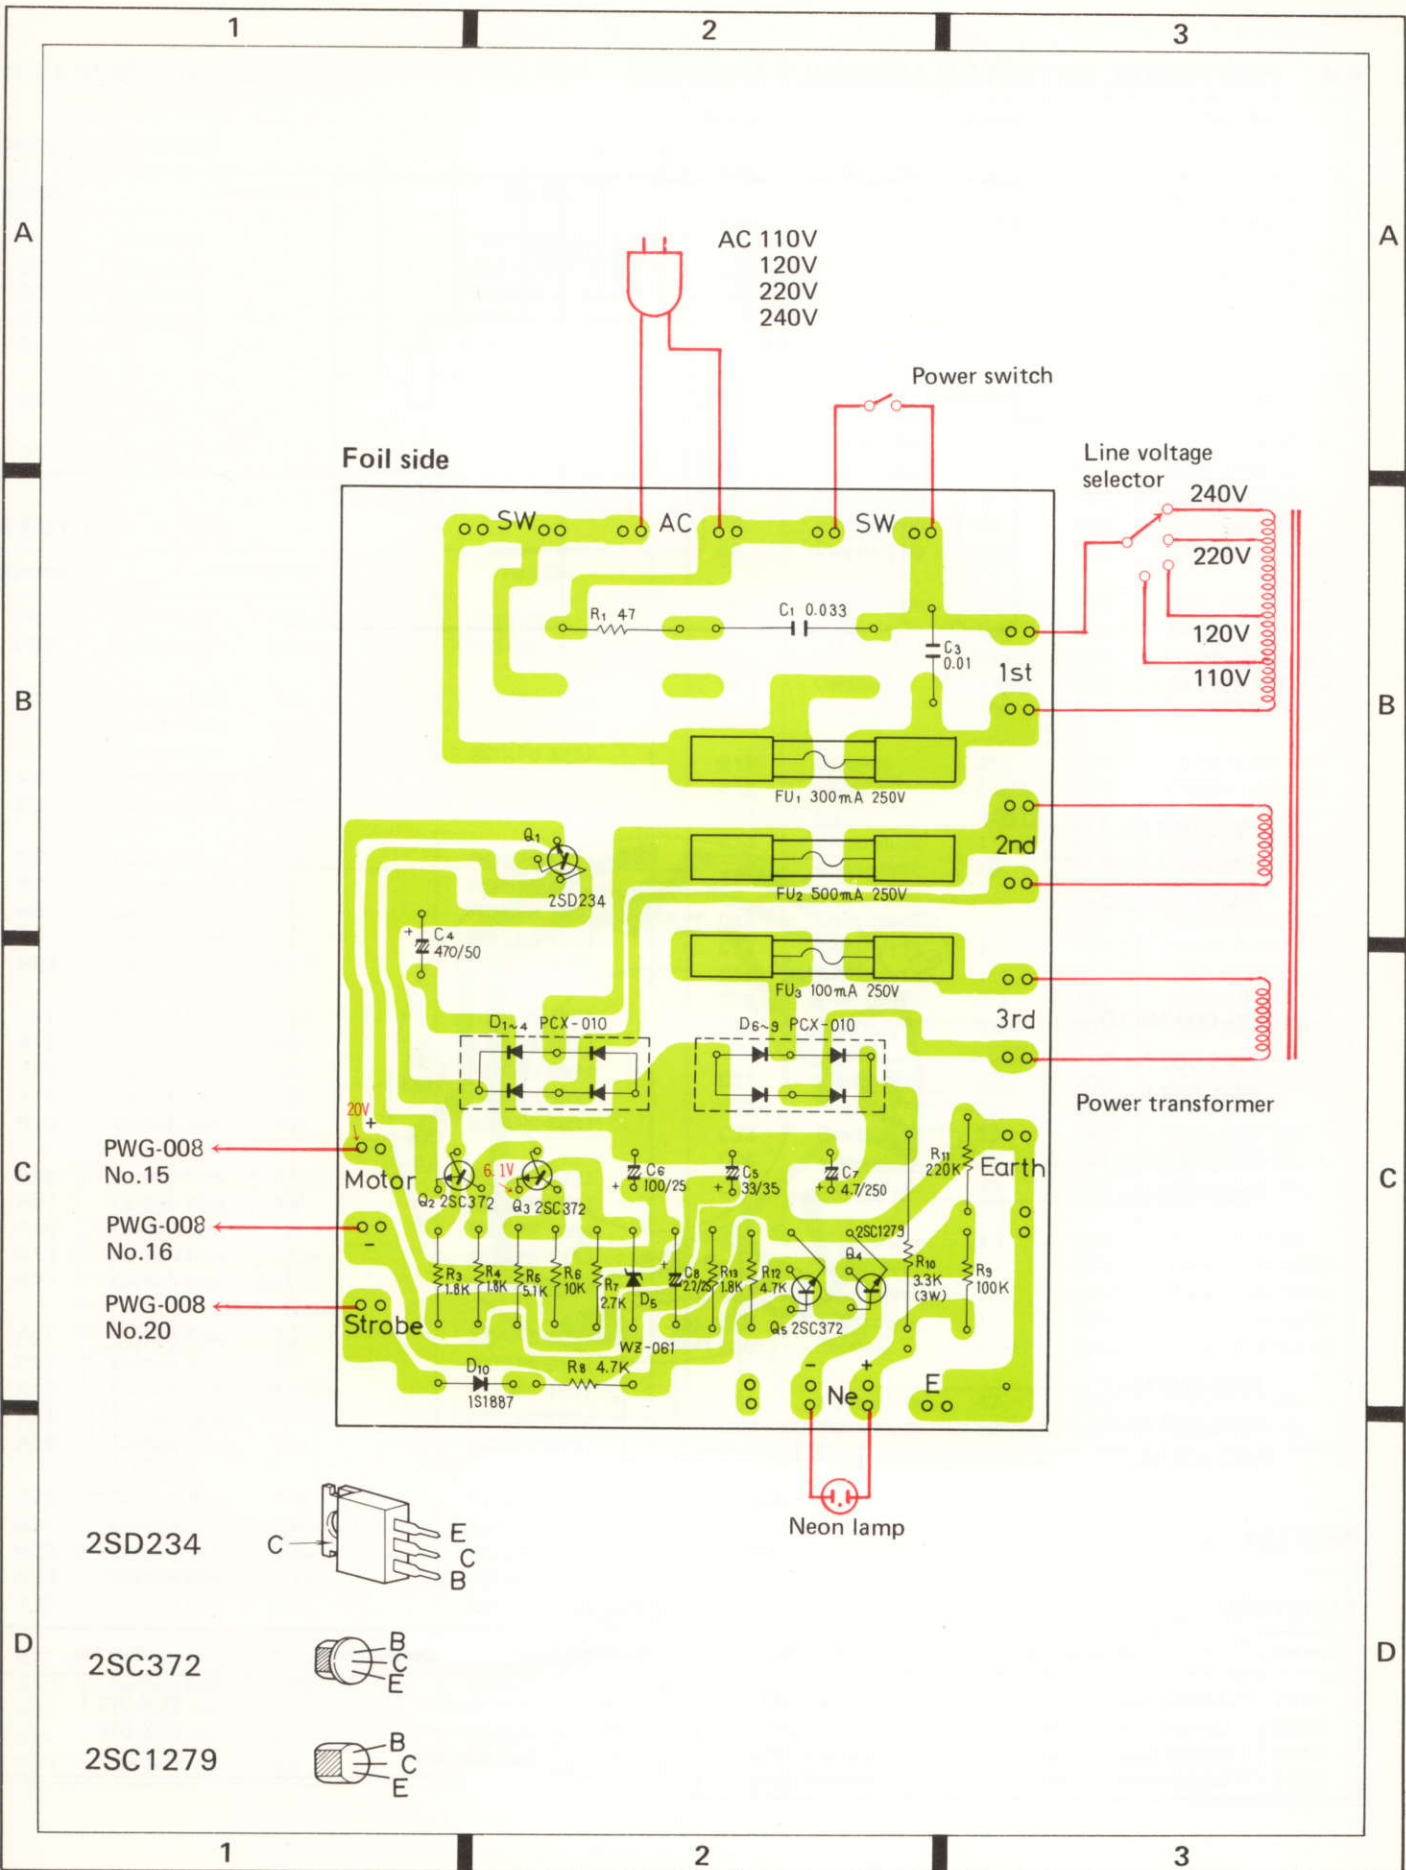 1 2 3
A A
AC 110V
120V
220V
240V
Power switch
Foil side
Line voltage
selector
240V
SW AC SW
220V
R1 47
C1 0.033
120V
C3
0.01
1st
110V
B B
FU1 300mA 250V
Q1
2nd
2SD234
FU2 500mA 250V
+ C4
470/50
FU3 100mA 250V
3rd
D1~4 PCX-010
D6~9 PCX-010
Power transformer
20V
+
PWG-008
No.15
C C
Motor
6.1V
Q2 2SC372
Q3 2SC372
C6
+ 100/25
C5
+ 33/35
C7
+ 4.7/250
R11
220K
Earth
PWG-008
No.16
-
2SC1279
Q4
R3
1.8K
R4
1.8K
R5
5.1K
R6
10K
R7
2.7K
D5
+
C8
2.2/25
R13
1.8K
R12
4.7K
R10
3.3K
(3W)
R9
100K
PWG-008
No.20
Strobe
Q5 2SC372
WZ-061
D10
1S1887
R8 4.7K
- +
Ne
E
Neon lamp
2SD234
C
E
C
B
D D
2SC372
B
C
E
2SC1279
B
C
E
1 2 3